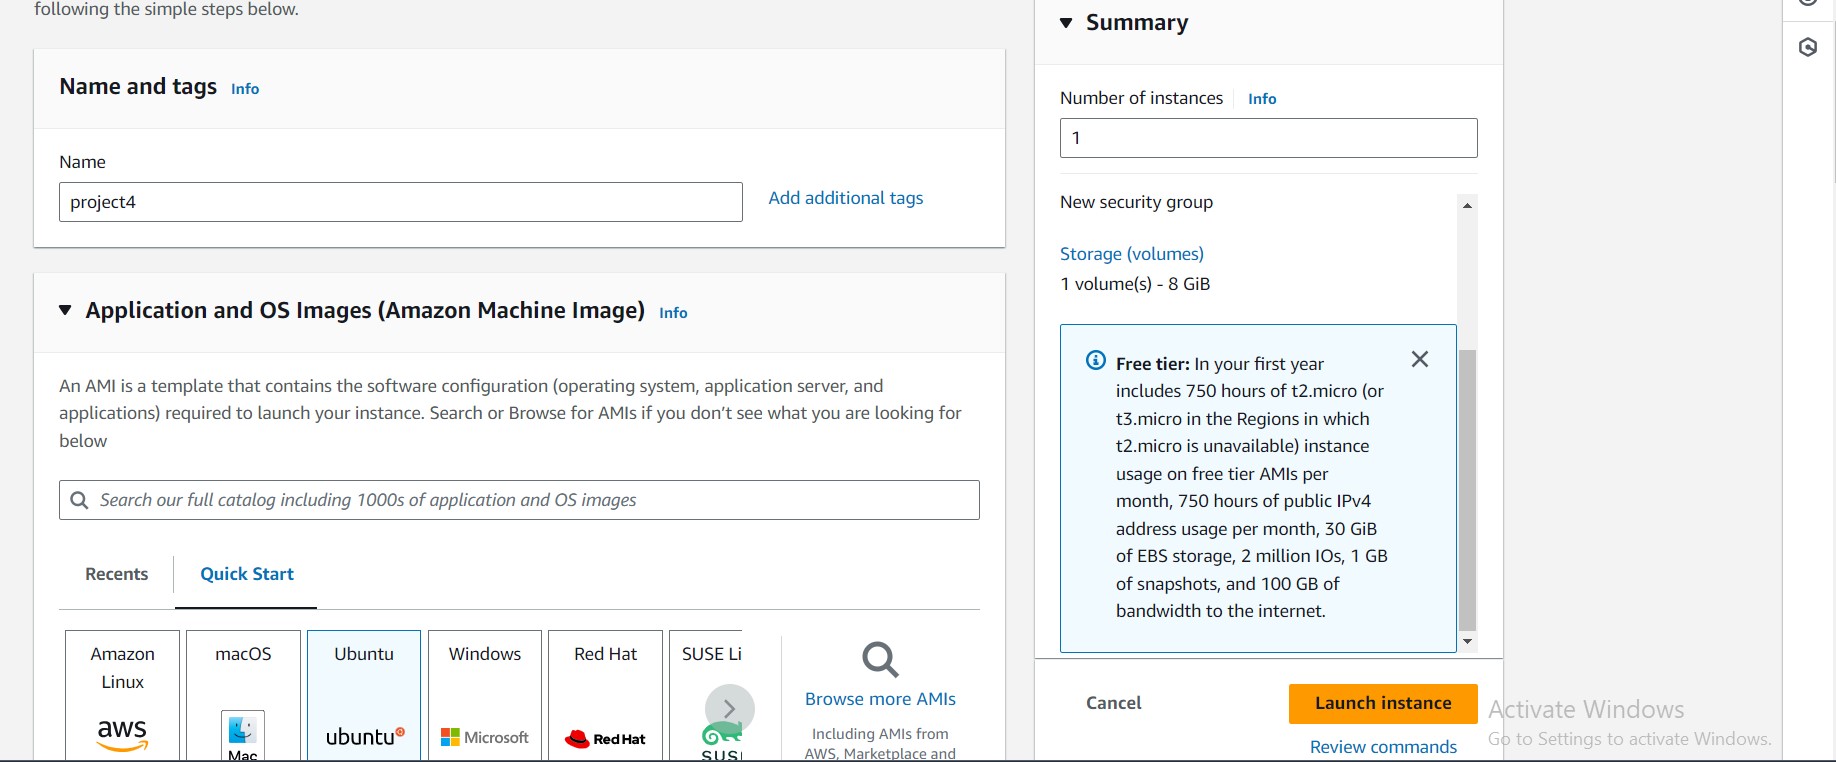 following the simple steps below.
Name and tags Info
Name
project4
Add additional tags
Application and OS Images (Amazon Machine Image) Info
An AMI is a template that contains the software configuration (operating system, application server, and
applications) required to launch your instance. Search or Browse for AMIs if you don’t see what you are looking for
below
Search our full catalog including 1000s of application and OS images
Recents
Quick Start
Amazon
Linux
aws
macOS
Mac
Ubuntu
ubuntu
Windows
Microsoft
Red Hat
Red Hat
SUSE Li
SUS
Browse more AMIs
Including AMIs from
AWS, Marketplace and
Summary
Number of instances Info
1
New security group
Storage (volumes)
1 volume(s) - 8 GiB
Free tier: In your first year
includes 750 hours of t2.micro (or
t3.micro in the Regions in which
t2.micro is unavailable) instance
usage on free tier AMIs per
month, 750 hours of public IPv4
address usage per month, 30 GiB
of EBS storage, 2 million IOs, 1 GB
of snapshots, and 100 GB of
bandwidth to the internet.
Cancel
Launch instance
Review commands
Activate Windows
Go to Settings to activate Windows.